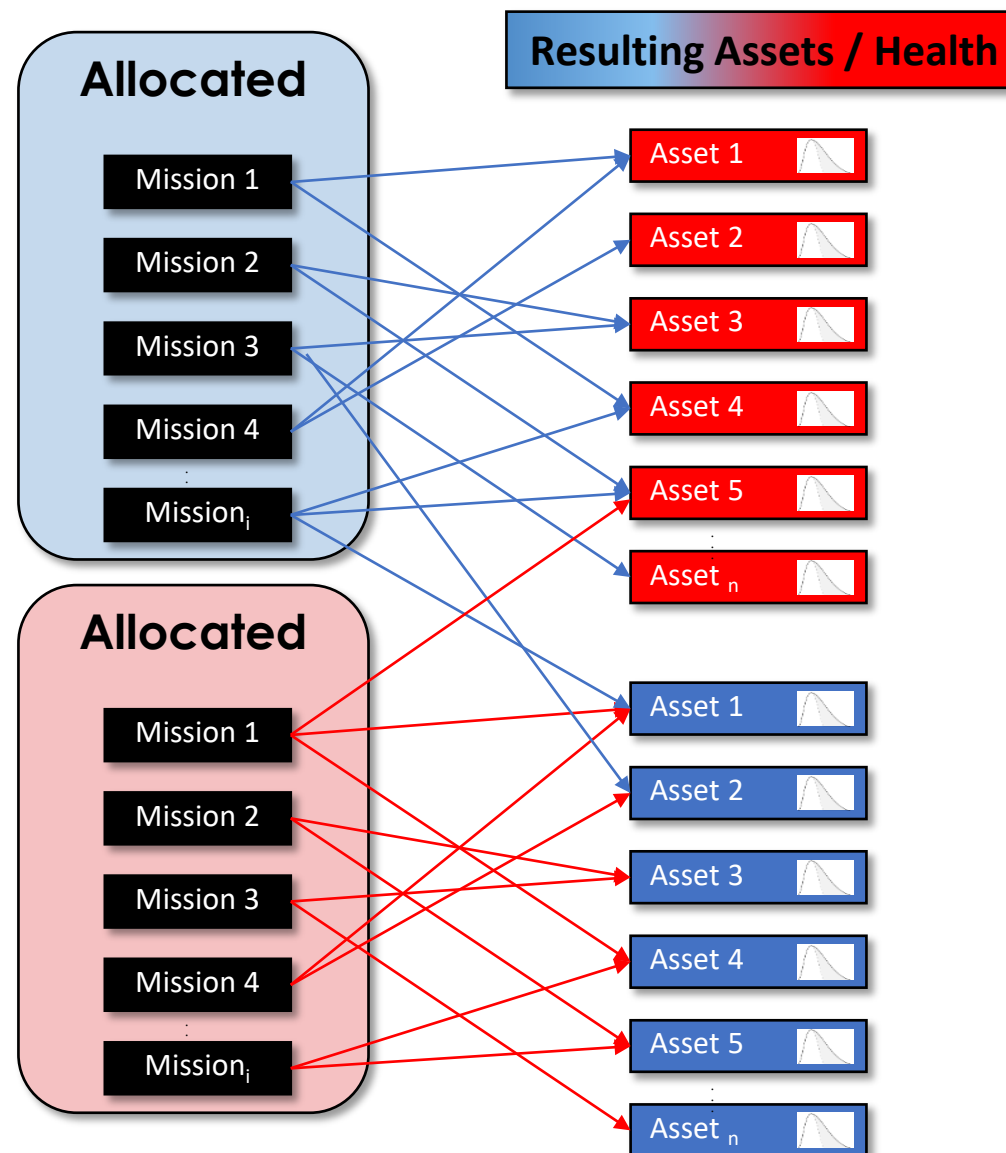 Resulting Assets / Health
Allocated
Mission 1
Mission 2
Mission 3
Mission 4
⋮
Missioni
Asset 1
Asset 2
Asset 3
Asset 4
Asset 5
⋮
Asset n
Allocated
Mission 1
Mission 2
Mission 3
Mission 4
⋮
Missioni
Asset 1
Asset 2
Asset 3
Asset 4
Asset 5
⋮
Asset n